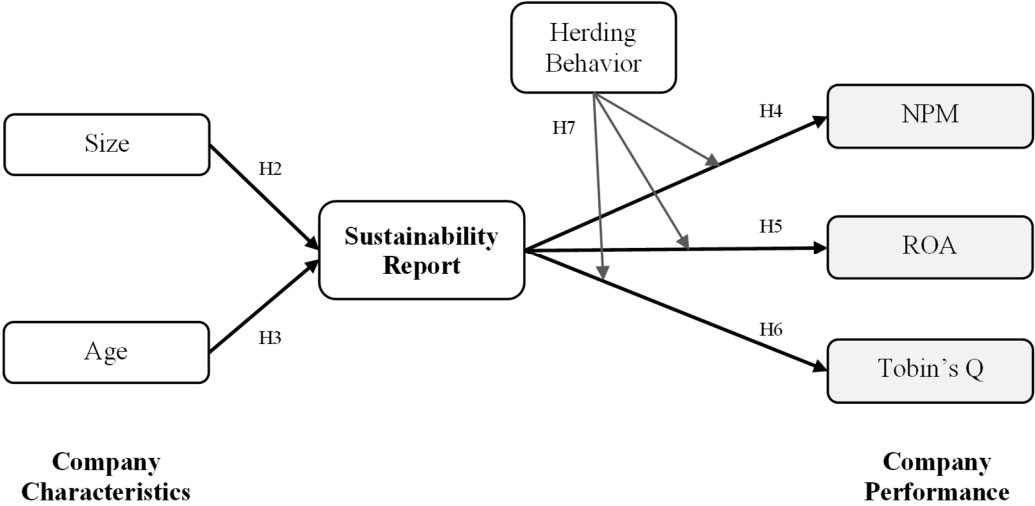 Herding
Behavior
Size
H2
Age
H3
Sustainability
Report
H7
H4
H5
H6
NPM
ROA
Tobin’s Q
Company
Characteristics
Company
Performance